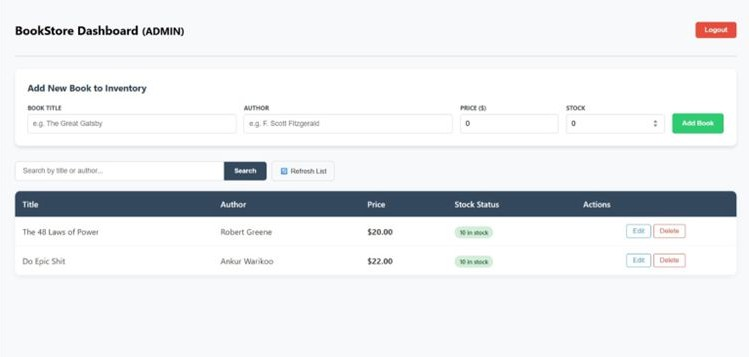 BookStore Dashboard (ADMIN)
Logout
Add New Book to Inventory
BOOK TITLE AUTHOR PRICE ($) STOCK
e.g. The Great Gatsby e.g. F. Scott Fitzgerald 0 0 Add Book
Search by title or author... Search Refresh List
Title Author Price Stock Status Actions
The 48 Laws of Power Robert Greene $20.00 10 in stock Edit Delete
Do Epic Shit Ankur Warikoo $22.00 10 in stock Edit Delete